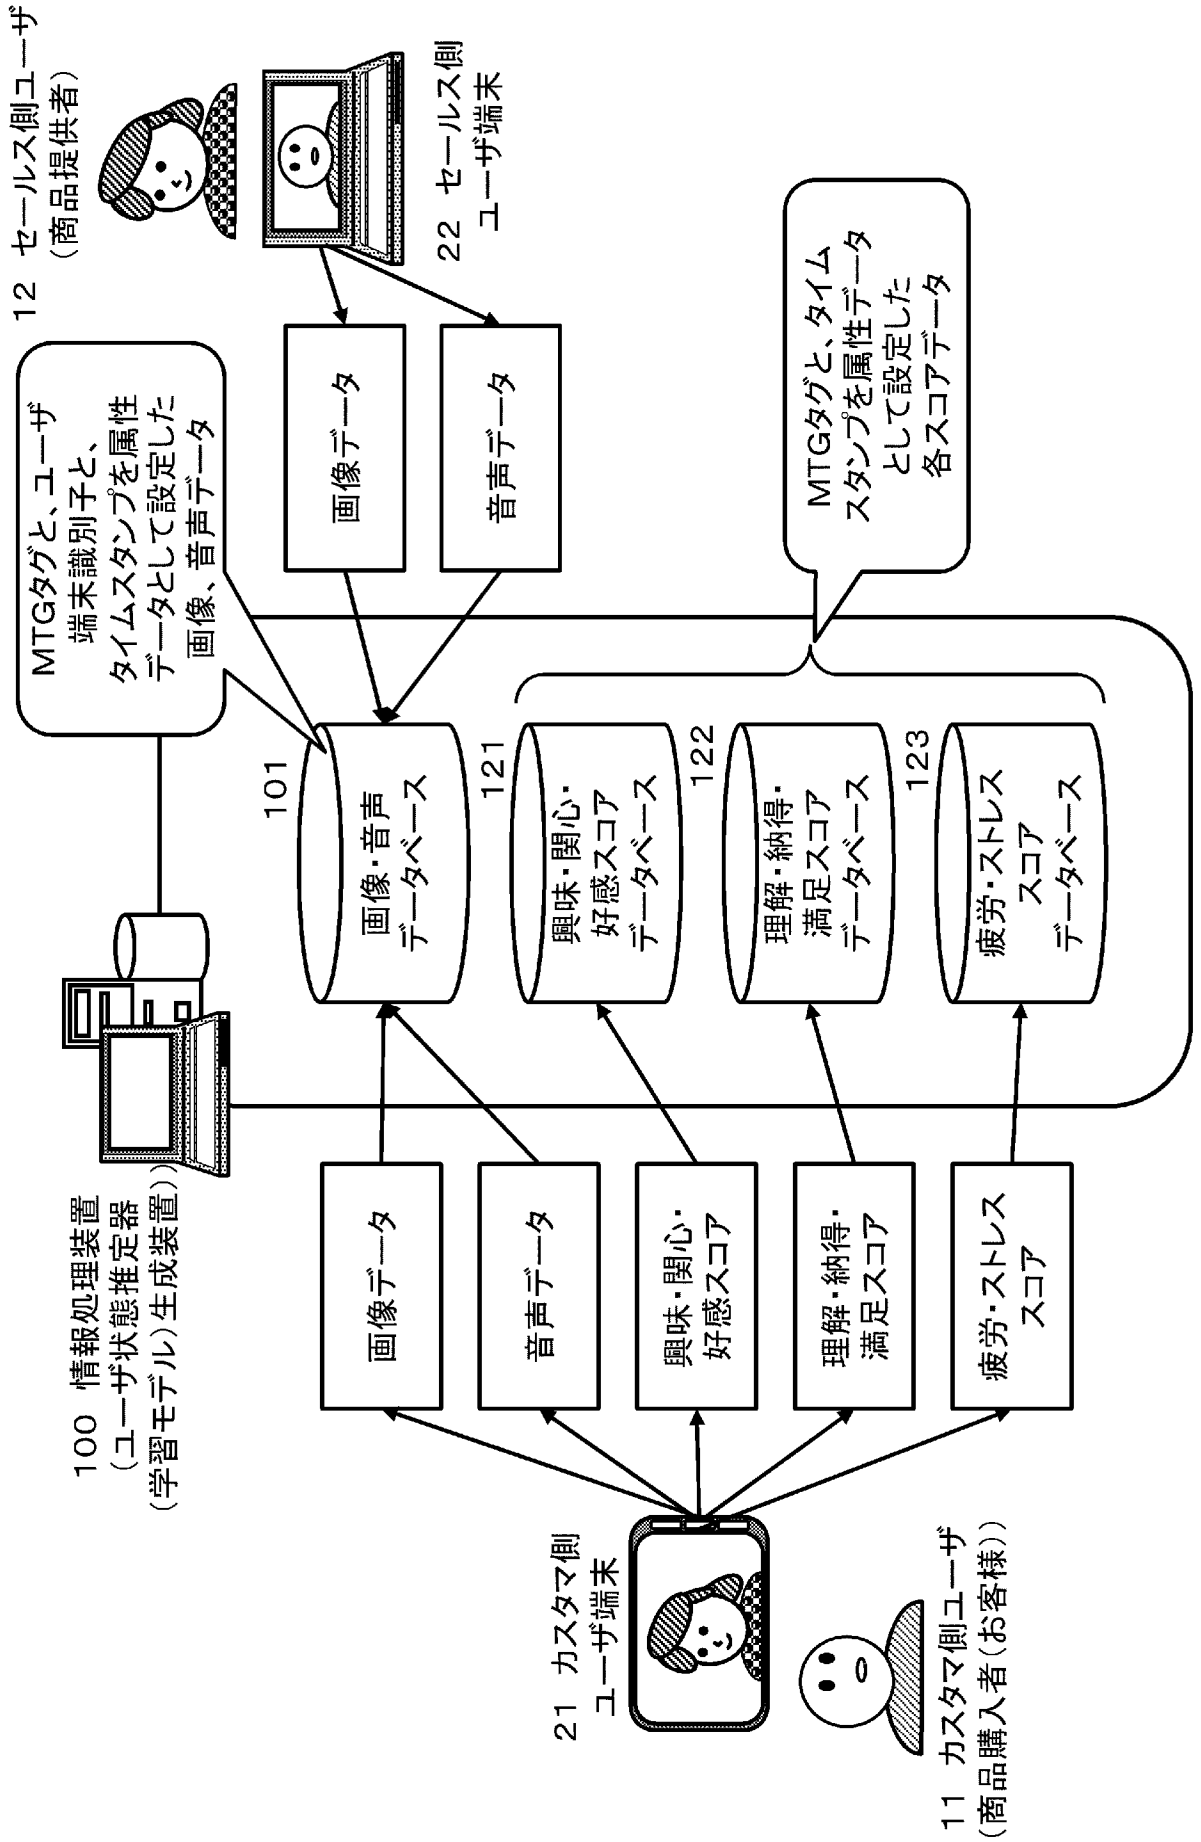 100 情報処理装置
(ユーザ状態推定器
(学習モデル)生成装置))
MTGタグと、ユーザ
端末識別子と、
タイムスタンプを属性
データとして設定した
画像、音声データ
12 セールス側ユーザ
(商品提供者)
22 セールス側
ユーザ端末
21 カスタマ側
ユーザ端末
11 カスタマ側ユーザ
(商品購入者(お客様))
画像データ
音声データ
興味・関心・
好感スコア
理解・納得・
満足スコア
疲労・ストレス
スコア
101
画像・音声
データベース
121
興味・関心・
好感スコア
データベース
122
理解・納得・
満足スコア
データベース
123
疲労・ストレス
スコア
データベース
画像データ
音声データ
MTGタグと、タイム
スタンプを属性データ
として設定した
各スコアデータ